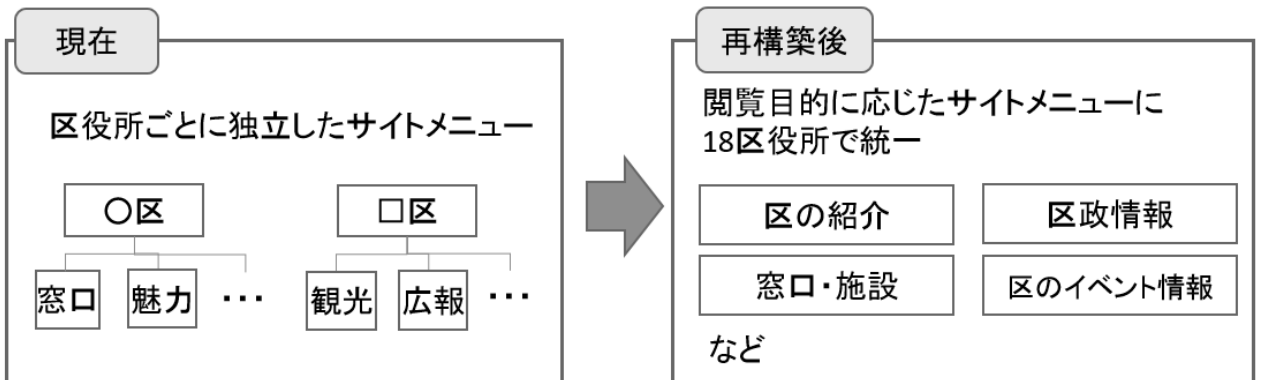 現在
区役所ごとに独立したサイトメニュー
〇区
□区
窓口
魅力
・・・
観光
広報
・・・
再構築後
閲覧目的に応じたサイトメニューに
18区役所で統一
区の紹介
区政情報
窓口・施設
区のイベント情報
など